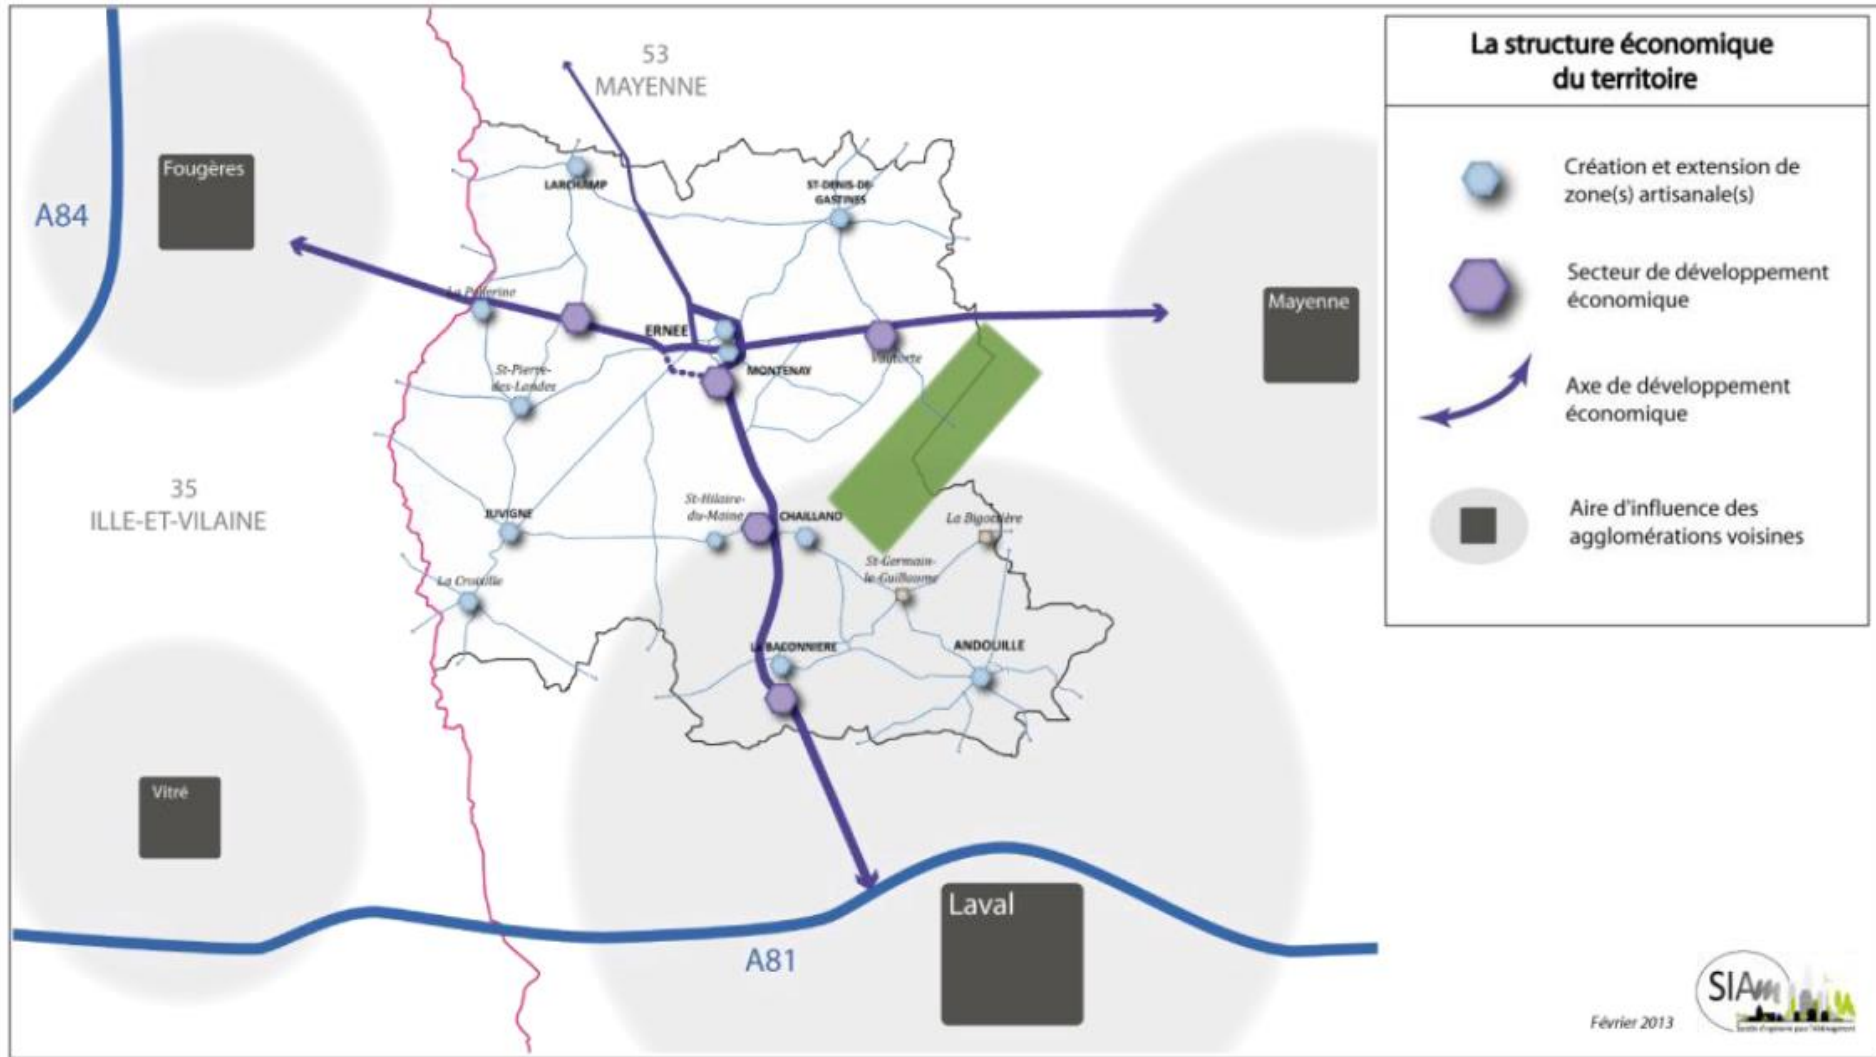 53
MAYENNE
Fougères
A84
LARCHAMP
ST-DENIS-DE-
GASTINES
La Pellerine
Mayenne
ERNEE
Vautorte
MONTENAY
St-Pierre-
des-Landes
35
ILLE-ET-VILAINE
JUVIGNE
St-Hilaire-
du-Maine
CHAILLAND
La Bigottière
St-Germain-
le-Guillaume
La Croixille
LA BACONNIERE
ANDOUILLE
Vitré
Laval
A81
La structure économique
du territoire
Création et extension de
zone(s) artisanale(s)
Secteur de développement
économique
Axe de développement
économique
Aire d'influence des
agglomérations voisines
Février 2013
SIAm